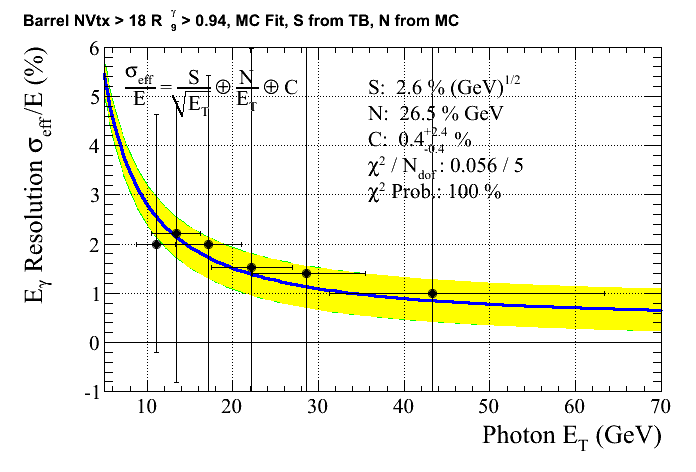 Barrel NVtx > 18 R γ 9 > 0.94, MC Fit, S from TB, N from MC
Eγ Resolution σeff/E (%)
6
5
4
3
2
1
0
-1
σeff/E = S/√ET ⊕ N/ET ⊕ C
S: 2.6 % (GeV)^1/2
N: 26.5 % GeV
C: 0.4 +2.4 -0.4 %
χ² / Ndof : 0.056 / 5
χ² Prob.: 100 %
10 20 30 40 50 60 70
Photon ET (GeV)